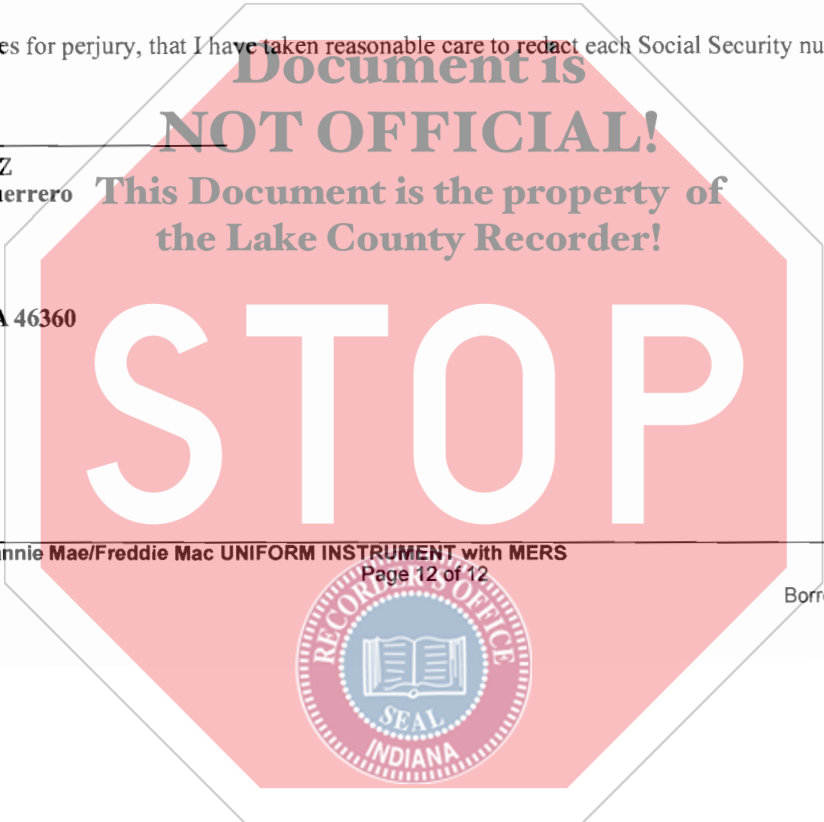 es for perjury, that I have taken reasonable care to redact each Social Security nu
Document is
NOT OFFICIAL!
Z
errero
This Document is the property of
the Lake County Recorder!
A 46360
STOP
nnie Mae/Freddie Mac UNIFORM INSTRUMENT with MERS
Page 12 of 12
Borr
RECORDER'S OFFICE
SEAL
INDIANA